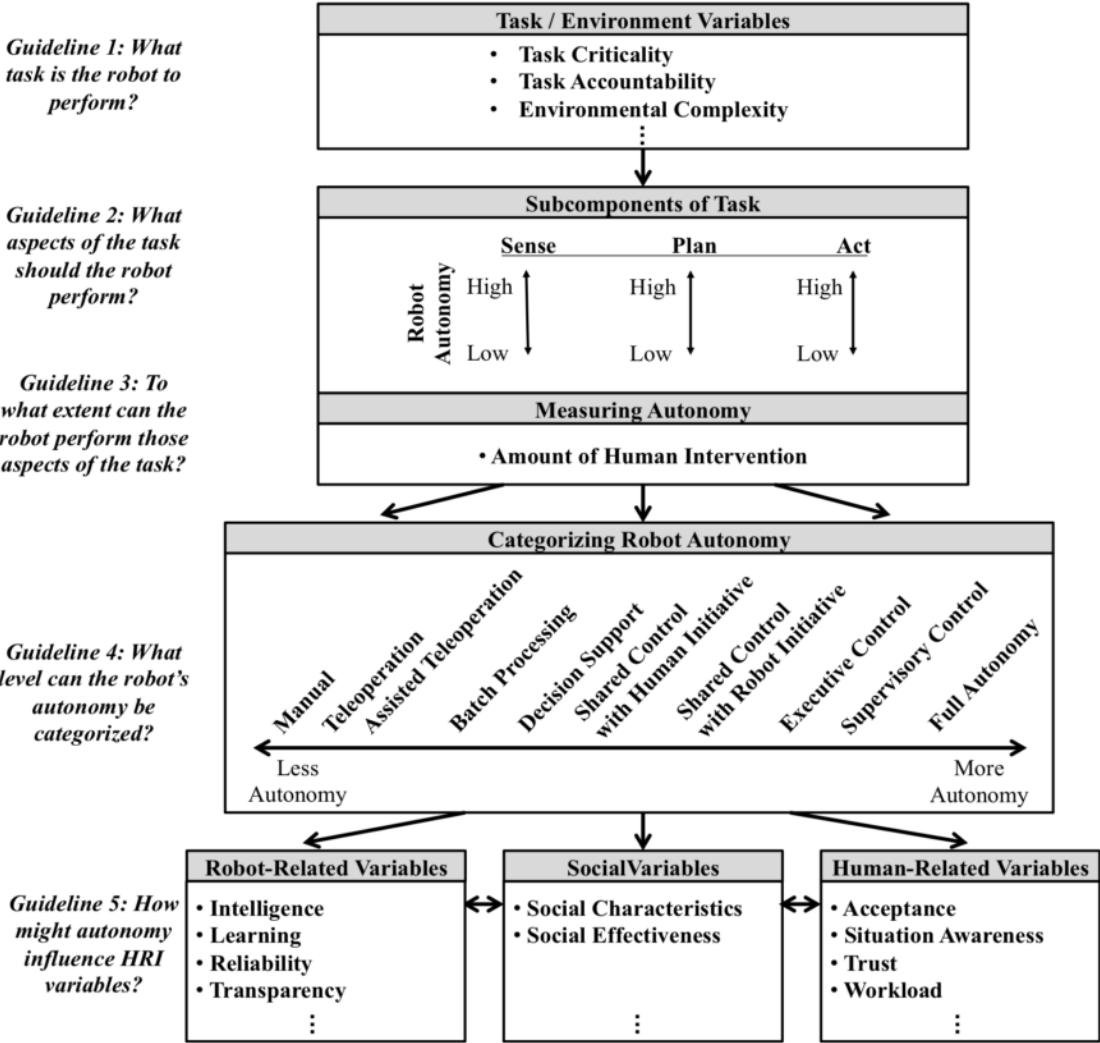 Task / Environment Variables
Guideline 1: What
task is the robot to
perform?
• Task Criticality
• Task Accountability
• Environmental Complexity
⋮
Subcomponents of Task
Guideline 2: What
aspects of the task
should the robot
perform?
Sense Plan Act
Robot
Autonomy
High High High
Low Low Low
Guideline 3: To
what extent can the
robot perform those
aspects of the task?
Measuring Autonomy
• Amount of Human Intervention
Categorizing Robot Autonomy
Guideline 4: What
level can the robot's
autonomy be
categorized?
Manual
Teleoperation
Assisted Teleoperation
Batch Processing
Decision Support
Shared Control
with Human Initiative
Shared Control
with Robot Initiative
Executive Control
Supervisory Control
Full Autonomy
Less
Autonomy
More
Autonomy
Guideline 5: How
might autonomy
influence HRI
variables?
Robot-Related Variables
• Intelligence
• Learning
• Reliability
• Transparency
⋮
SocialVariables
• Social Characteristics
• Social Effectiveness
⋮
Human-Related Variables
• Acceptance
• Situation Awareness
• Trust
• Workload
⋮